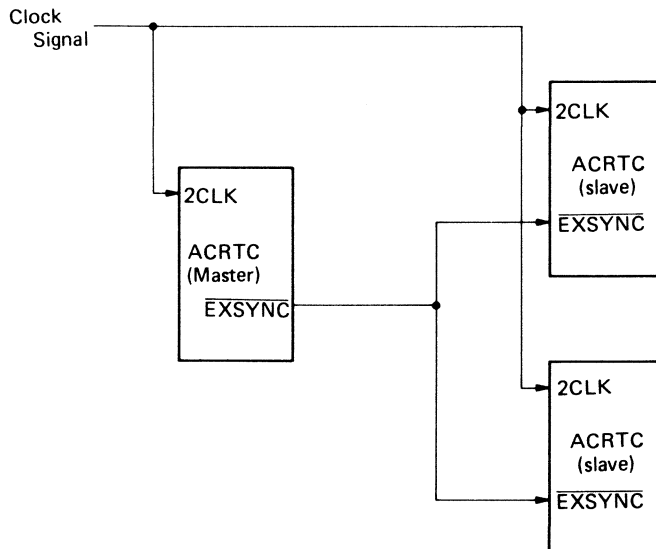 Clock
Signal
2CLK
ACRTC
(Master)
EXSYNC
2CLK
ACRTC
(slave)
EXSYNC
2CLK
ACRTC
(slave)
EXSYNC